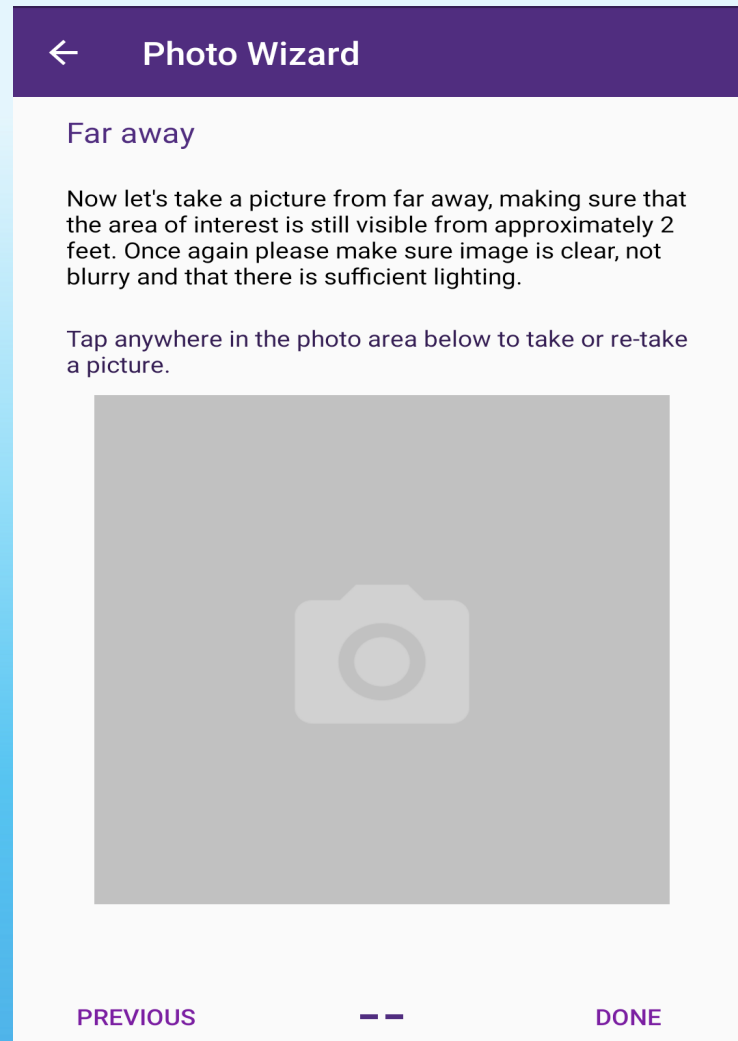 Photo Wizard
Far away
Now let's take a picture from far away, making sure that
the area of interest is still visible from approximately 2
feet. Once again please make sure image is clear, not
blurry and that there is sufficient lighting.
Tap anywhere in the photo area below to take or re-take
a picture.
PREVIOUS
DONE